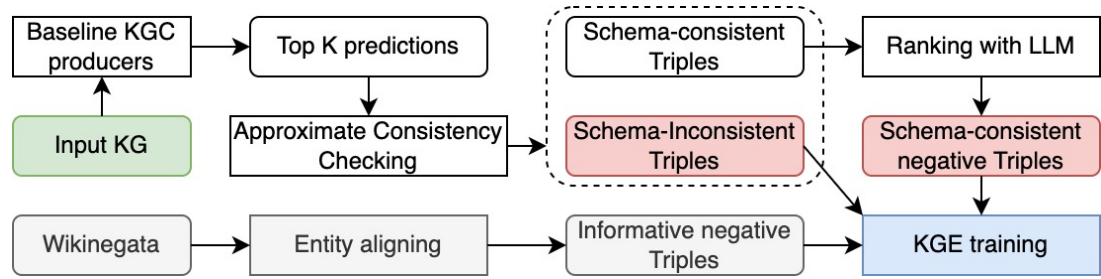 Baseline KGC
producers
Top K predictions
Schema-consistent
Triples
Ranking with LLM
Input KG
Approximate Consistency
Checking
Schema-Inconsistent
Triples
Schema-consistent
negative Triples
Wikinegata
Entity aligning
Informative negative
Triples
KGE training